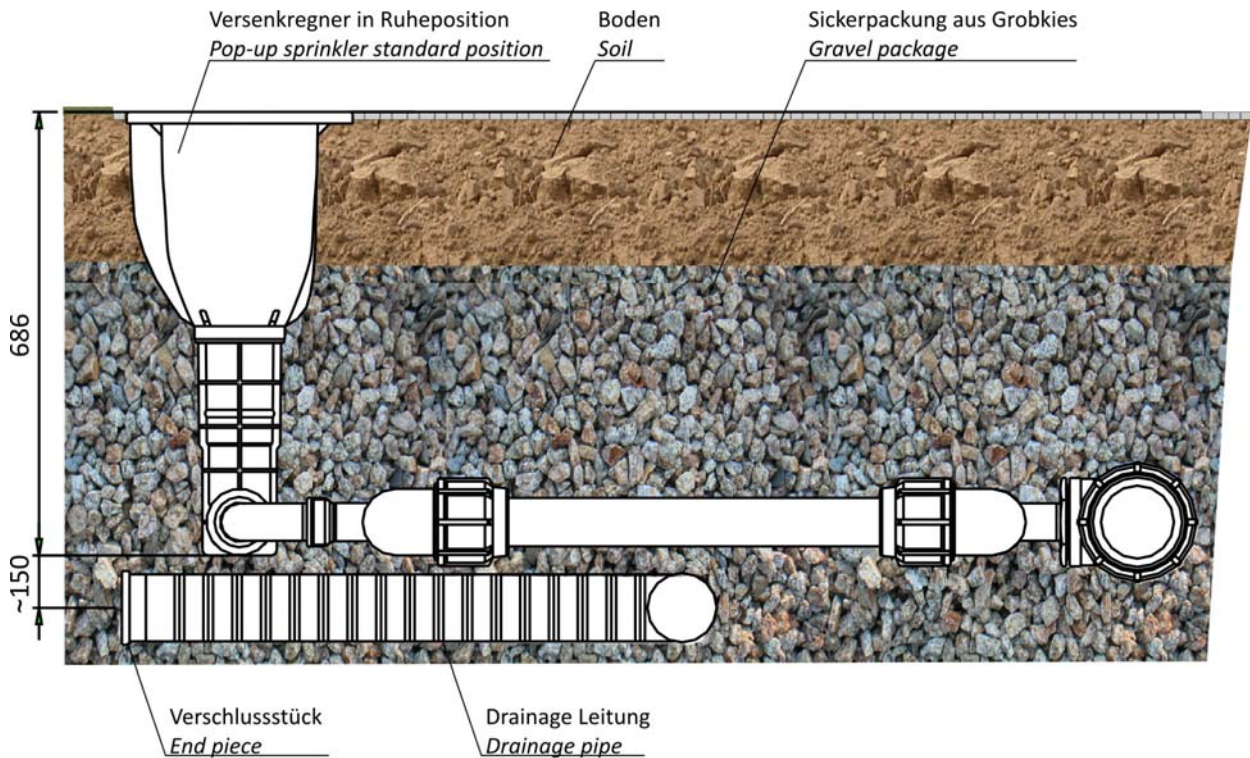 Versenkregner in Ruheposition
Pop-up sprinkler standard position
Boden
Soil
Sickerpackung aus Grobkies
Gravel package
686
~150
Verschlussstück
End piece
Drainage Leitung
Drainage pipe